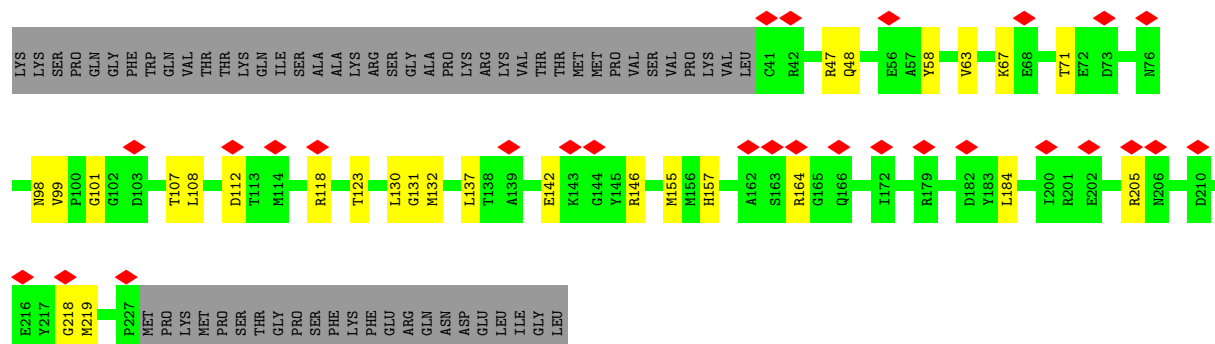 LYS LYS SER PRO GLN GLY PHE TRP GLN VAL THR THR LYS GLN ILE SER ALA ALA LYS ARG SER GLY ALA PRO LYS ARG LYS VAL THR THR MET MET PRO VAL SER VAL PRO LYS VAL LEU C41 R42 R47 Q48 E56 A57 Y58 V63 K67 E68 T71 E72 D73 N76
N98 V99 P100 G101 G102 D103 T107 L108 D112 T113 M114 R118 T123 L130 G131 M132 L137 T138 A139 E142 K143 G144 Y145 R146 M155 M156 H157 A162 S163 R164 G165 Q166 I172 R179 D182 Y183 L184 I200 R201 E202 R205 N206 D210
E216 Y217 G218 M219 P227 MET PRO LYS MET PRO SER THR GLY PRO SER PHE LYS PHE GLU ARG GLN ASN ASP GLU LEU ILE GLY LEU